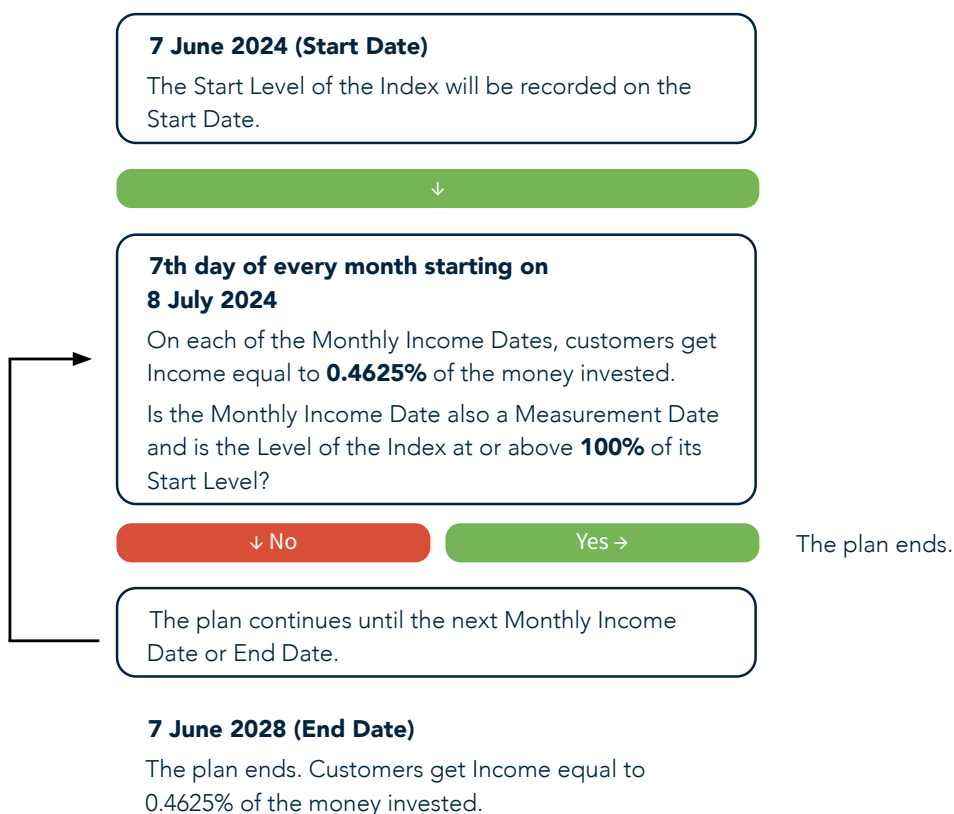 7 June 2024 (Start Date)
The Start Level of the Index will be recorded on the
Start Date.
↓
7th day of every month starting on
8 July 2024
On each of the Monthly Income Dates, customers get
Income equal to 0.4625% of the money invested.
Is the Monthly Income Date also a Measurement Date
and is the Level of the Index at or above 100% of its
Start Level?
↓ No
Yes →
The plan ends.
The plan continues until the next Monthly Income
Date or End Date.
7 June 2028 (End Date)
The plan ends. Customers get Income equal to
0.4625% of the money invested.